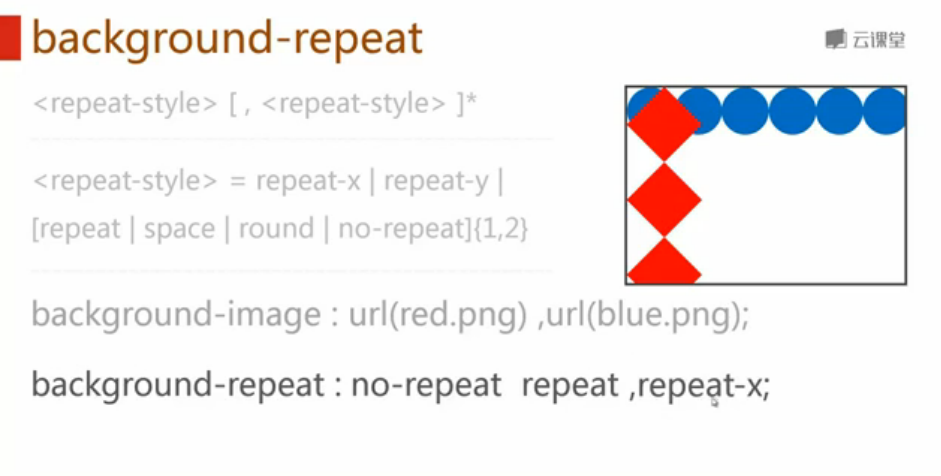 background-repeat
云课堂
<repeat-style> [ , <repeat-style> ]*
<repeat-style> = repeat-x | repeat-y |
[repeat | space | round | no-repeat]{1,2}
background-image : url(red.png) ,url(blue.png);
background-repeat : no-repeat  repeat ,repeat-x;